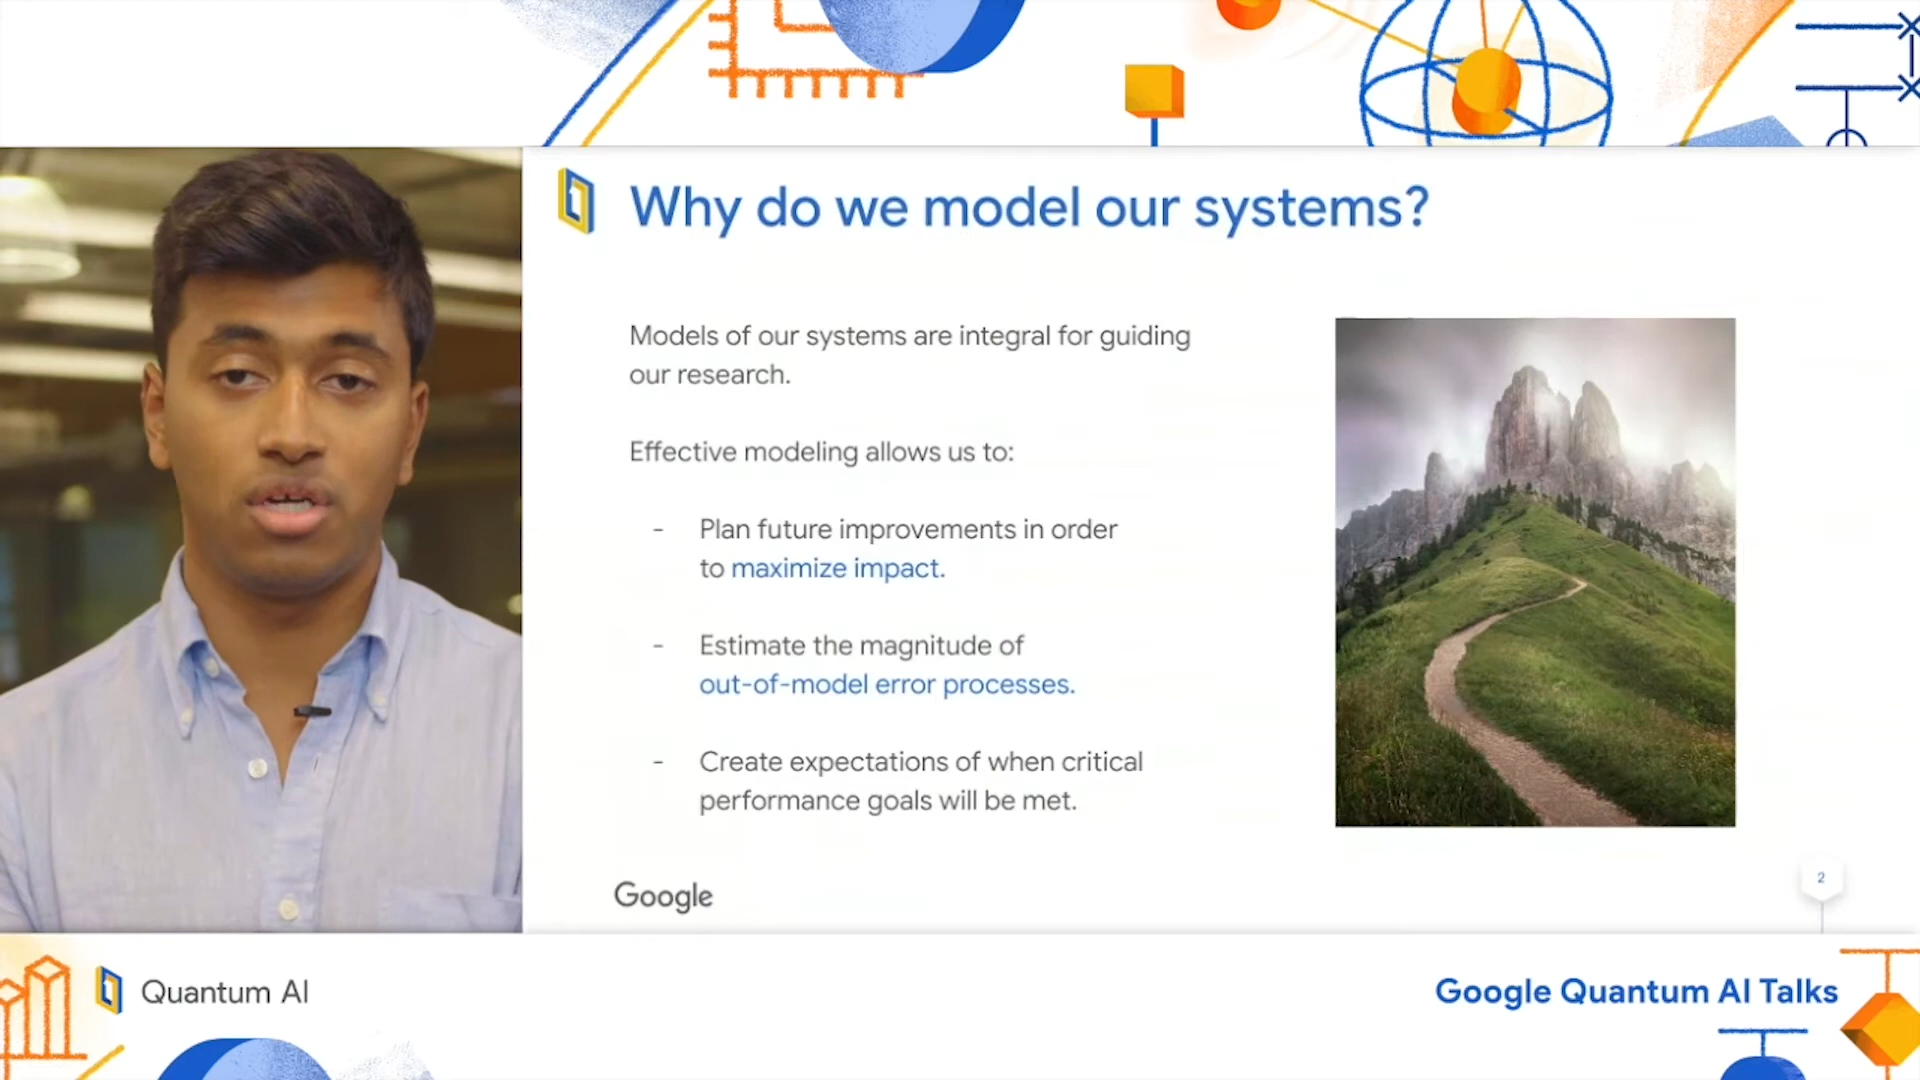 Why do we model our systems?
Models of our systems are integral for guiding
our research.
Effective modeling allows us to:
- Plan future improvements in order
to maximize impact.
- Estimate the magnitude of
out-of-model error processes.
- Create expectations of when critical
performance goals will be met.
Google
2
Quantum AI
Google Quantum AI Talks